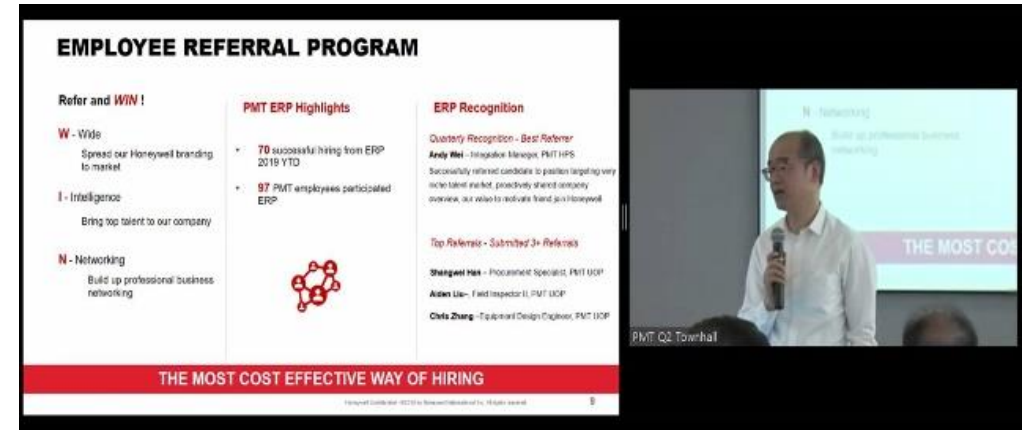 EMPLOYEE REFERRAL PROGRAM
Refer and WIN !
W - Wide
Spread our Honeywell branding
to market
I - Intelligence
Bring top talent to our company
N - Networking
Build up professional business
networking
PMT ERP Highlights
• 70 successful hiring from ERP
2019 YTD
• 97 PMT employees participated
ERP
ERP Recognition
Quarterly Recognition - Best Referrer
Andy Wei – Integration Manager, PMT HPS
Successfully referred candidate to position targeting very
niche talent market, proactively shared company
overview, our value to motivate friend join Honeywell
Top Referrals - Submitted 3+ Referrals
Shangwei Han – Procurement Specialist, PMT UOP
Aiden Liu–, Field Inspector II, PMT UOP
Chris Zhang –Equipment Design Engineer, PMT UOP
THE MOST COST EFFECTIVE WAY OF HIRING
Honeywell Confidential
9
N - Networking
Build up professional business
networking
THE MOST COS
PMT Q2 Townhall